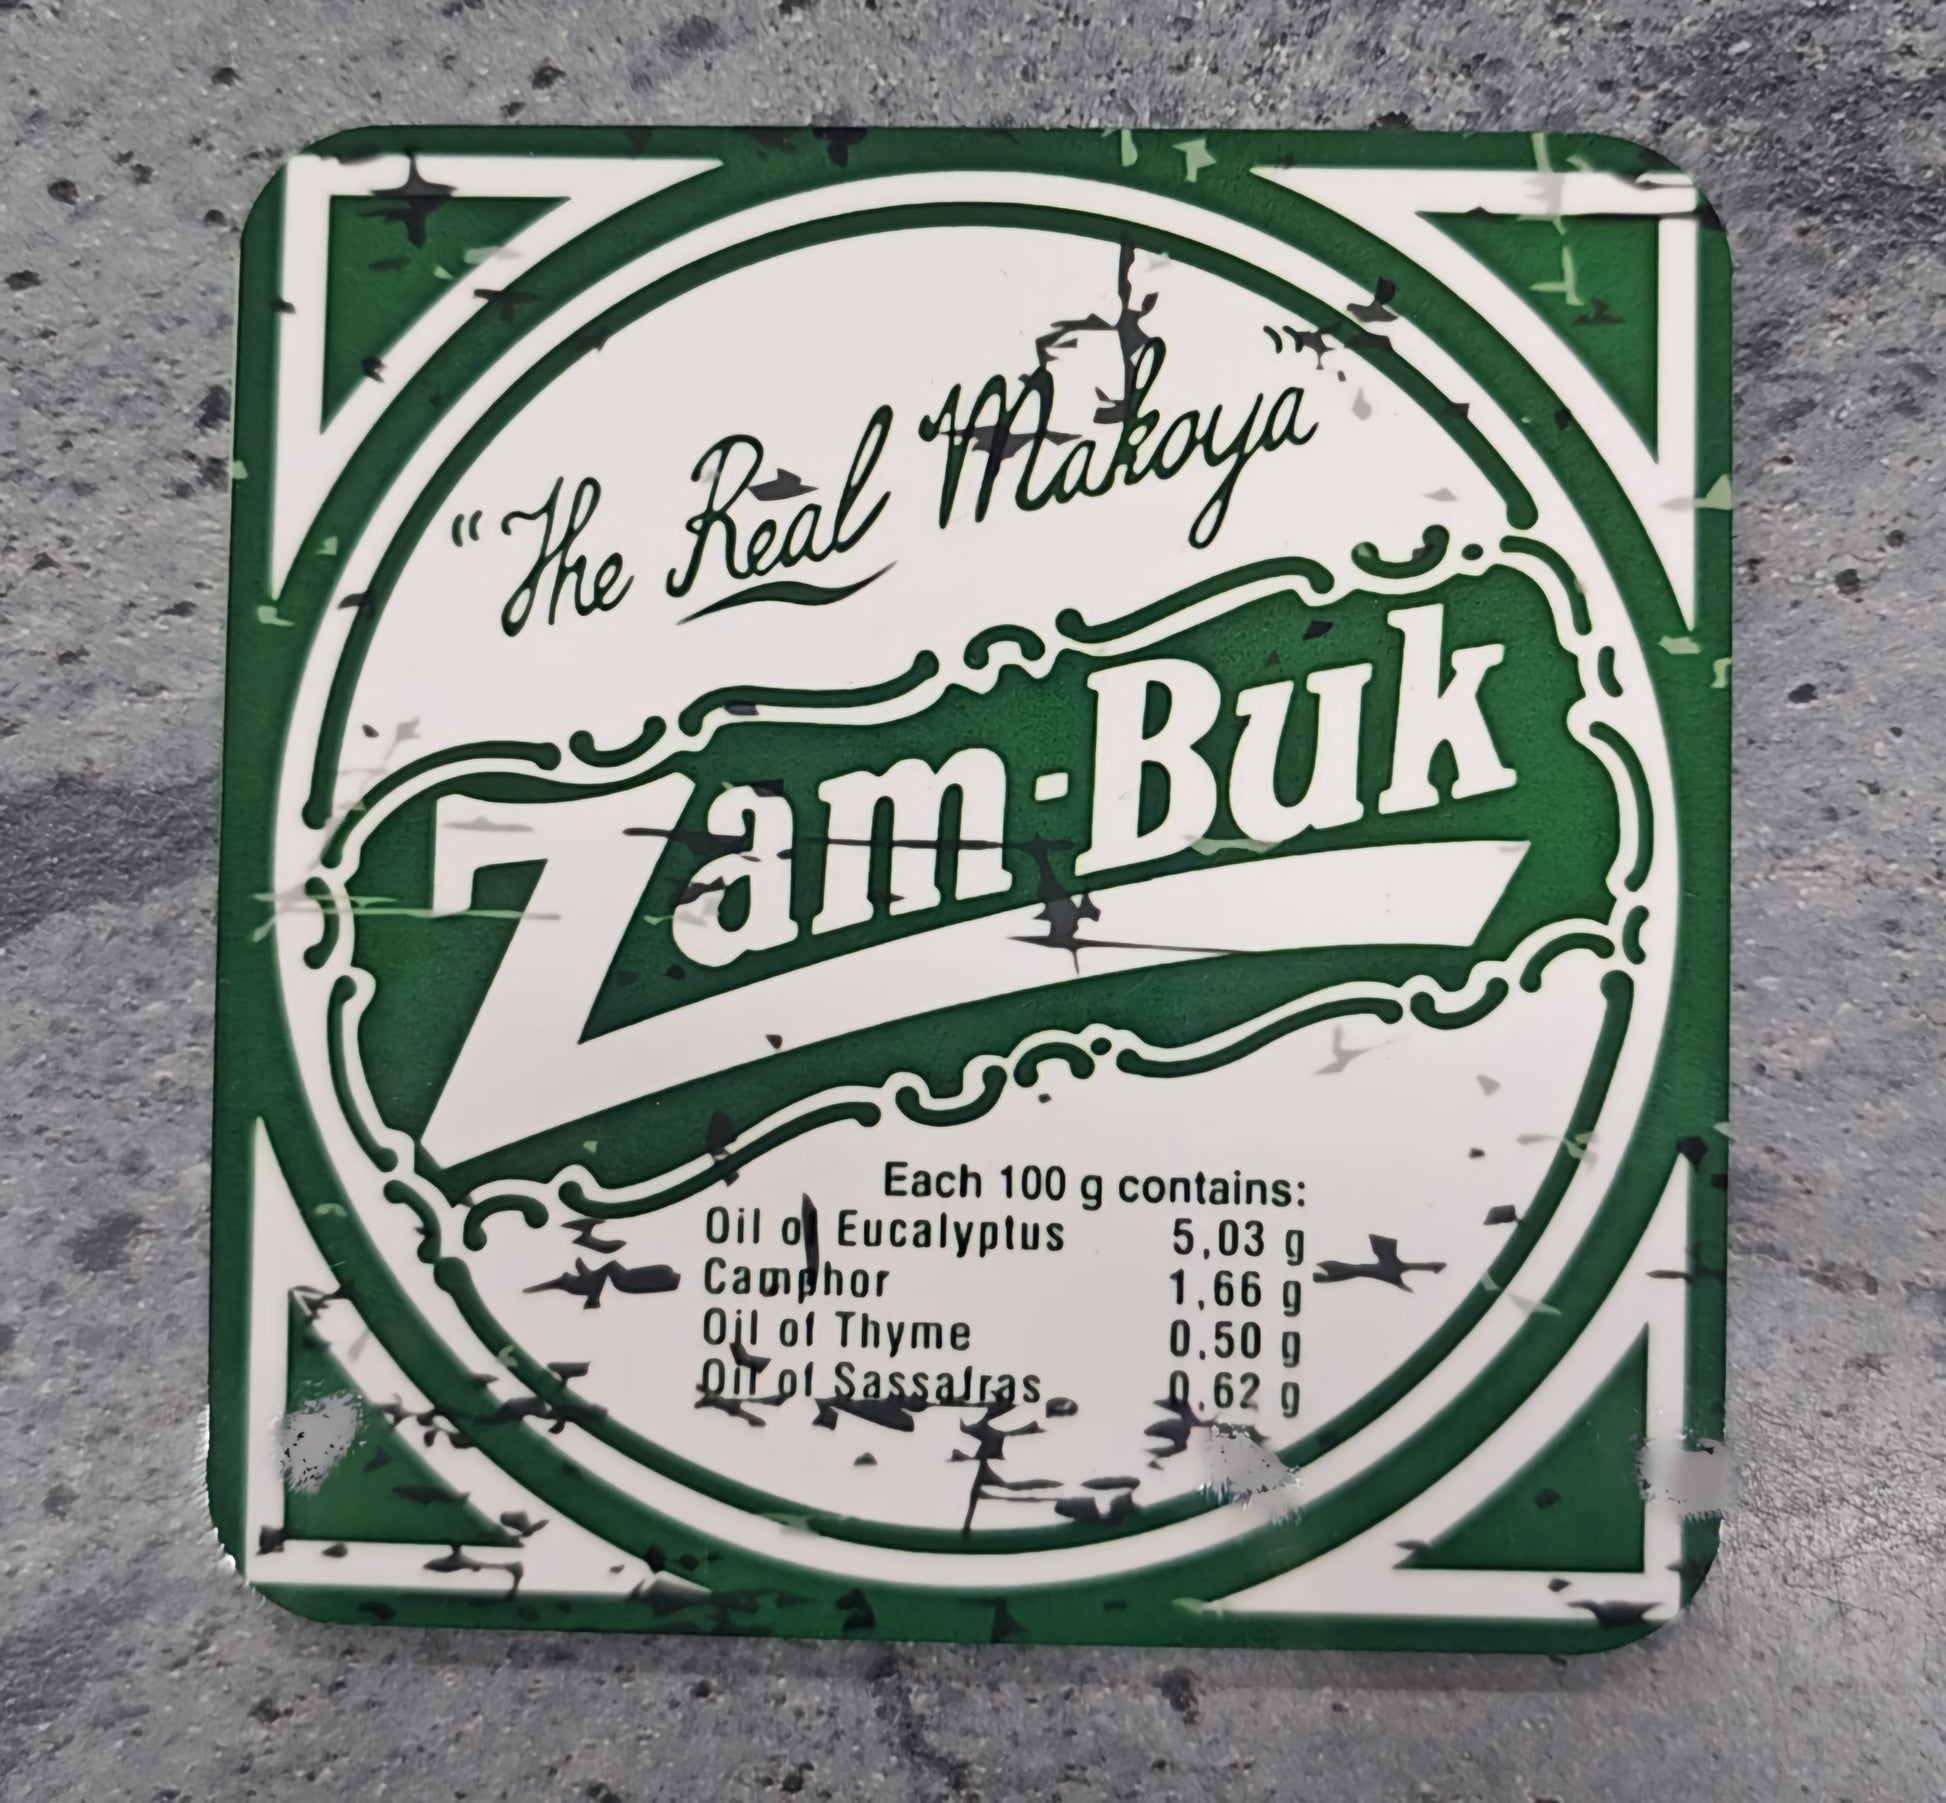 "The Real Makoya"
Zam-Buk
Each 100 g contains:
Oil of Eucalyptus 5,03 g
Camphor 1,66 g
Oil of Thyme 0,50 g
Oil of Sassafras 0,62 g